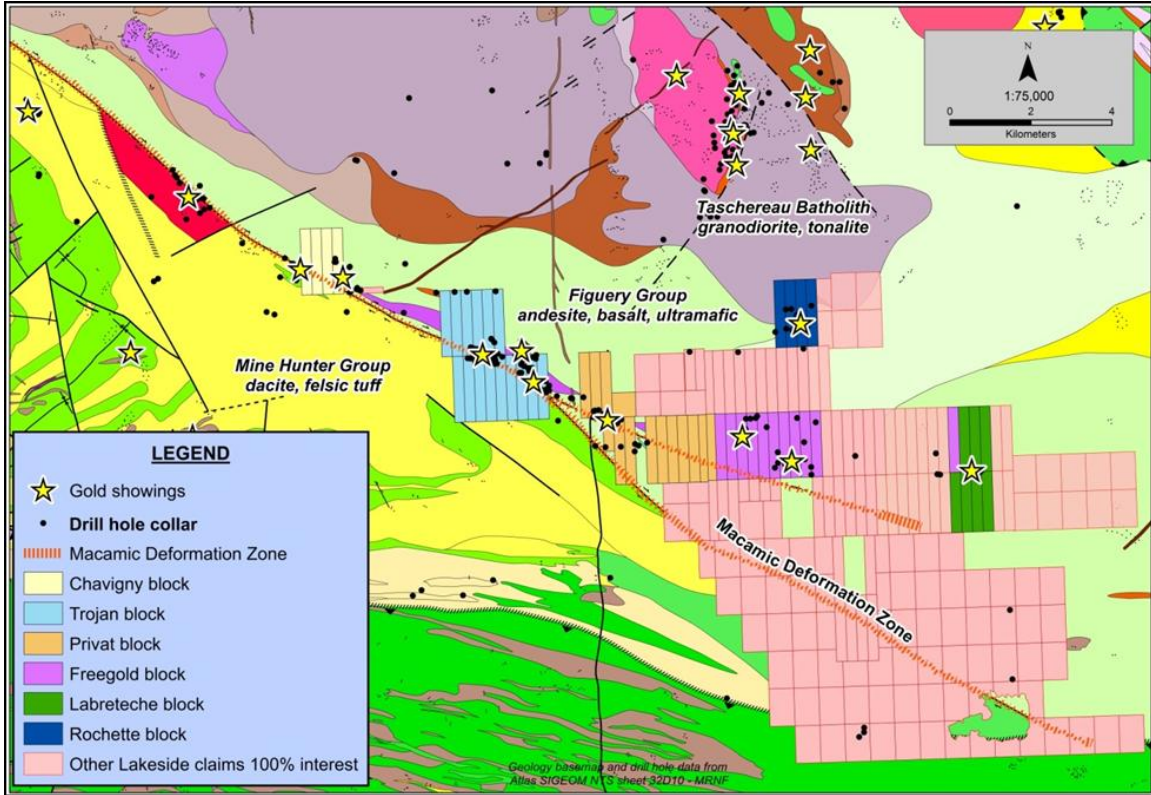 N
1:75,000
0 2 4
Kilometers
Taschereau Batholith
granodiorite, tonalite
Figuery Group
andesite, basalt, ultramafic
Mine Hunter Group
dacite, felsic tuff
Macamic Deformation Zone
LEGEND
Gold showings
Drill hole collar
Macamic Deformation Zone
Chavigny block
Trojan block
Privat block
Freegold block
Labreteche block
Rochette block
Other Lakeside claims 100% interest
Geology basemap and drill hole data from
Atlas SIGEOM NTS sheet 32D10 - MRNF